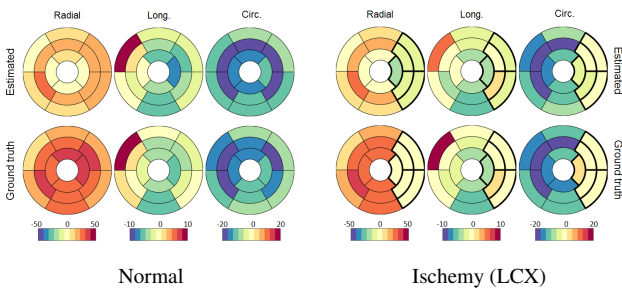 Radial Long. Circ.
Radial Long. Circ.
Estimated
Estimated
Ground truth
Ground truth
-50 0 50 -10 0 10 -20 0 20
-50 0 50 -10 0 10 -20 0 20
Normal
Ischemy (LCX)